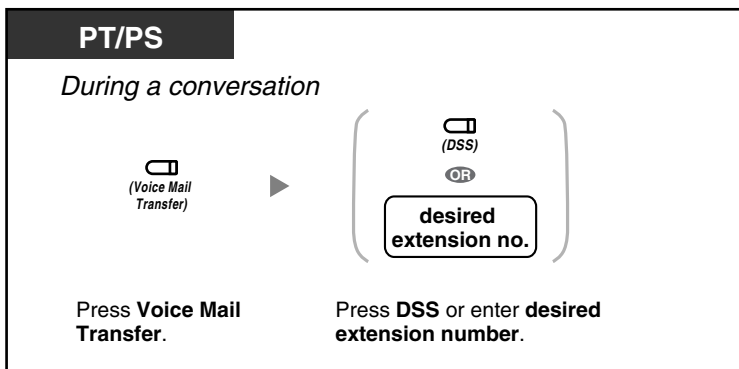 PT/PS
During a conversation
(DSS)
(Voice Mail
Transfer)
OR
desired
extension no.
Press Voice Mail
Transfer.
Press DSS or enter desired
extension number.